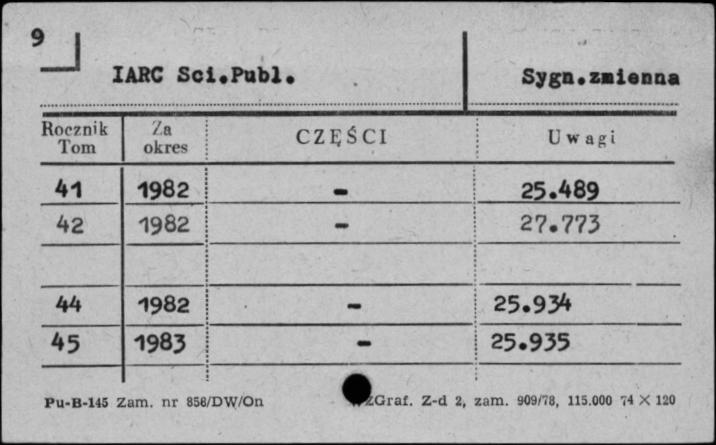 9
IARC Sci.Publ. Sygn.zmienna
Rocznik Tom Za okres CZĘŚCI Uwagi
41 1982 - 25.489
42 1982 - 27.773
44 1982 - 25.934
45 1983 - 25.935
Pu-B-145 Zam. nr 856/DW/On ZGraf. Z-d 2, zam. 909/78, 115.000 74 X 120